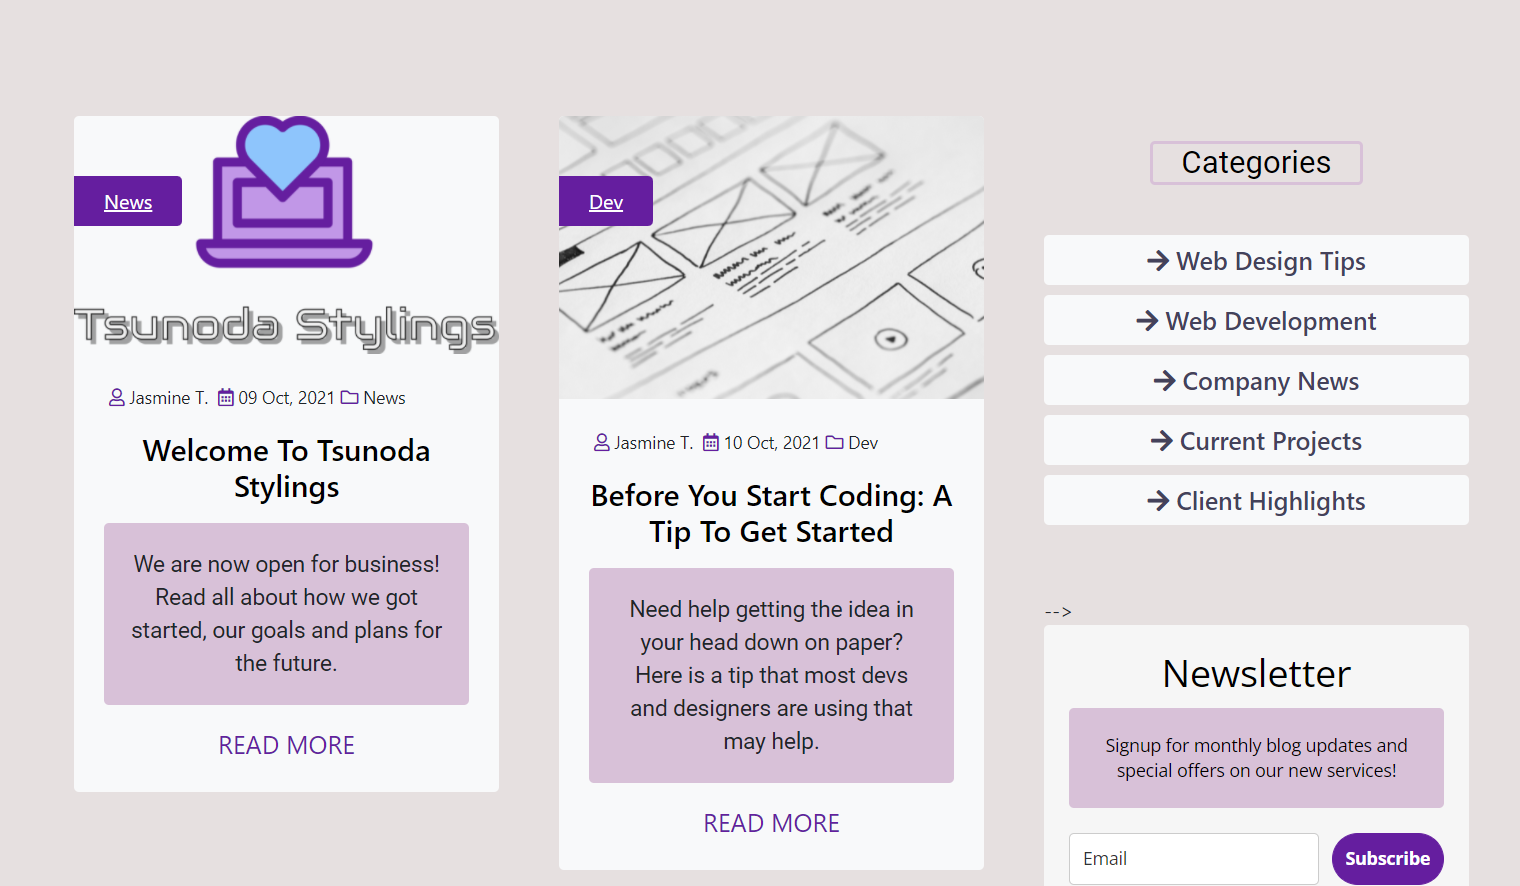 News
Tsunoda Stylings
Jasmine T. 09 Oct, 2021 News
Welcome To Tsunoda
Stylings
We are now open for business!
Read all about how we got
started, our goals and plans for
the future.
READ MORE
Dev
Jasmine T. 10 Oct, 2021 Dev
Before You Start Coding: A
Tip To Get Started
Need help getting the idea in
your head down on paper?
Here is a tip that most devs
and designers are using that
may help.
READ MORE
Categories
Web Design Tips
Web Development
Company News
Current Projects
Client Highlights
-->
Newsletter
Signup for monthly blog updates and
special offers on our new services!
Email
Subscribe